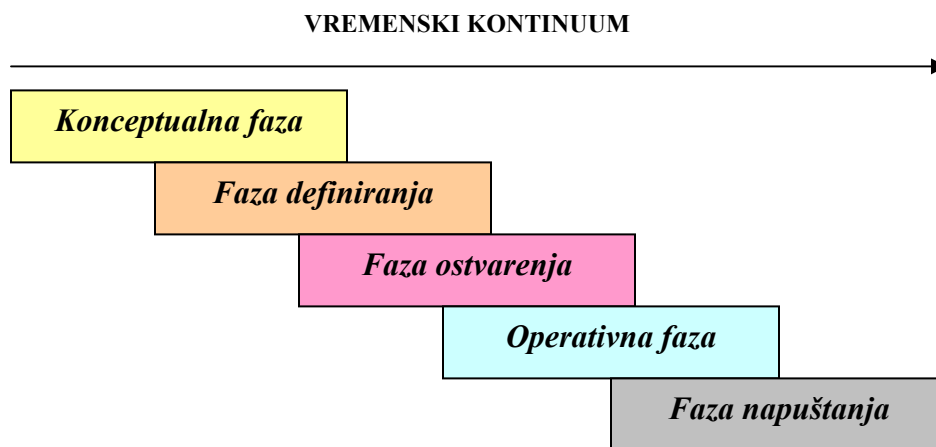 VREMENSKI KONTINUUM
Konceptualna faza
Faza definiranja
Faza ostvarenja
Operativna faza
Faza napuštanja